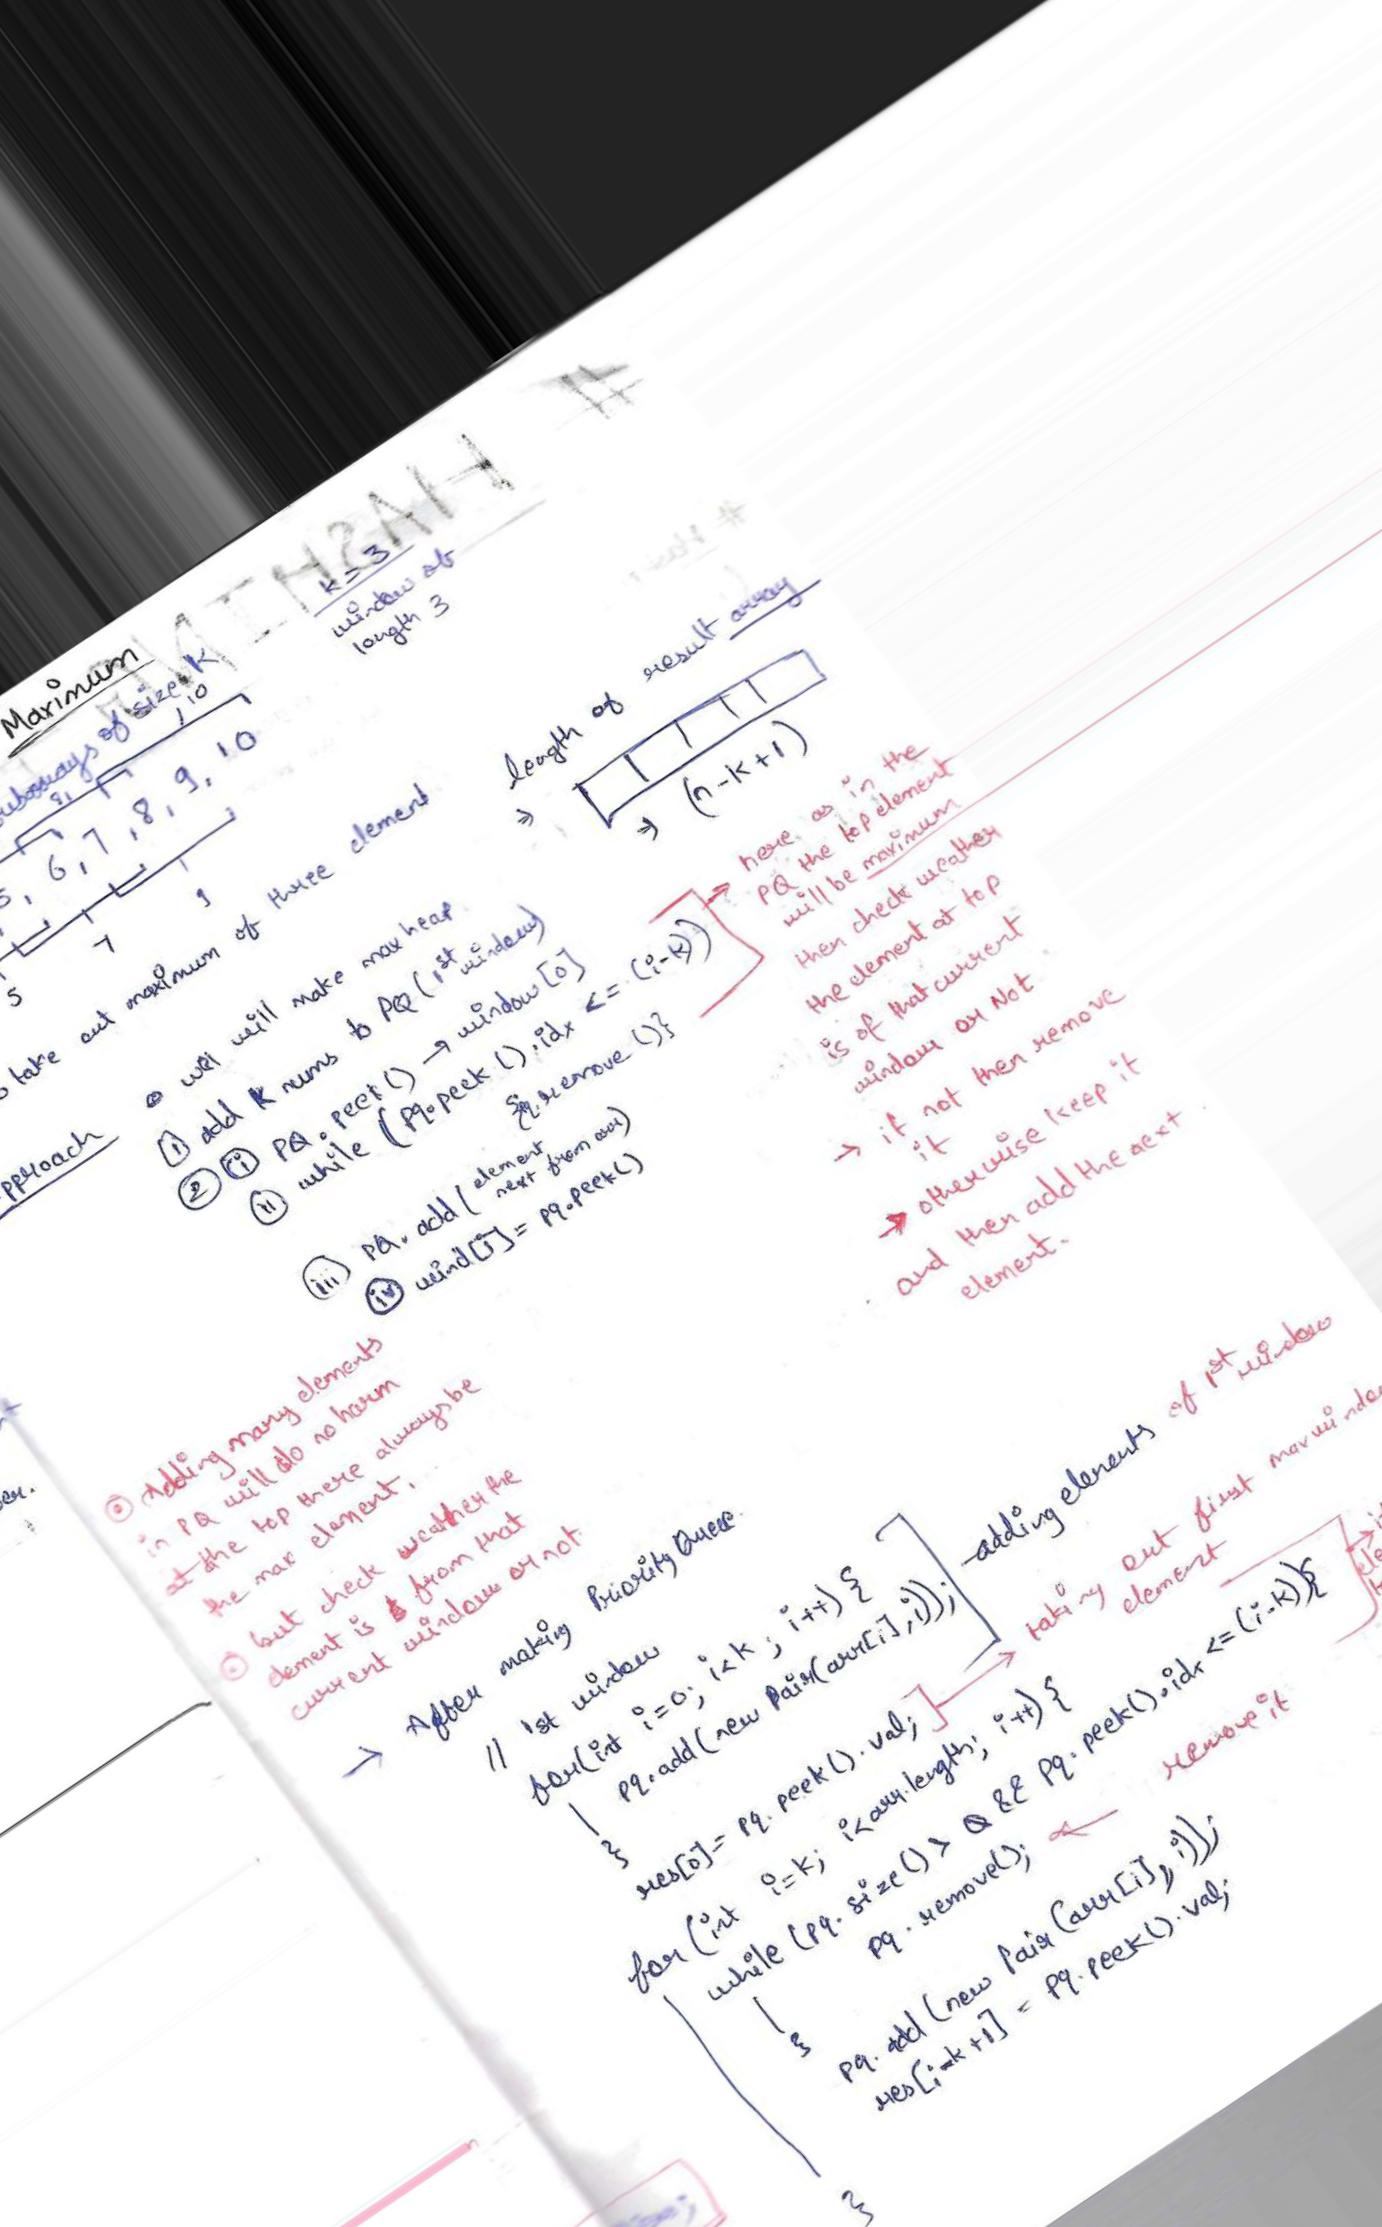 Maximum
subarrays of size K
K = 3
window of
length 3
, 10
5, 6, 7, 8, 9, 10
5
7
9
take out maximum of three element
length of result array
⇒
⇒ (n-k+1)
Approach
• will make max heap
(i) add K nums to PQ (1st window)
(2) (i) PQ.peek() → window[0]
(ii) while (Pq.peek().idx <= (i-k))
{q.remove()}
(iii) PQ.add(element
next from arr)
(iv) wind[i] = pq.peek()
→ here as in the
PQ the top element
will be maximum
then check weather
the element at top
is of that current
window or Not
→ if not then remove
it
→ otherwise keep it
and then add the next
element.
Adding many elements
in PQ will do no harm
at the top there always be
the max element.
but check weather the
element is from that
current window or not
→ After making Priority Queue
// 1st window
for(int i=0; i<k; i++) {
pq.add(new Pair(arr[i], i));
}
adding elements of 1st window
res[0] = pq.peek().val;
taking out first max window
element
for (int i=k; i<arr.length; i++) {
while (pq.size() > 0 && pq.peek().idx <= (i-k)){
pq.remove();
remove it
}
pq.add(new Pair(arr[i], i));
res[i-k+1] = pq.peek().val;
}